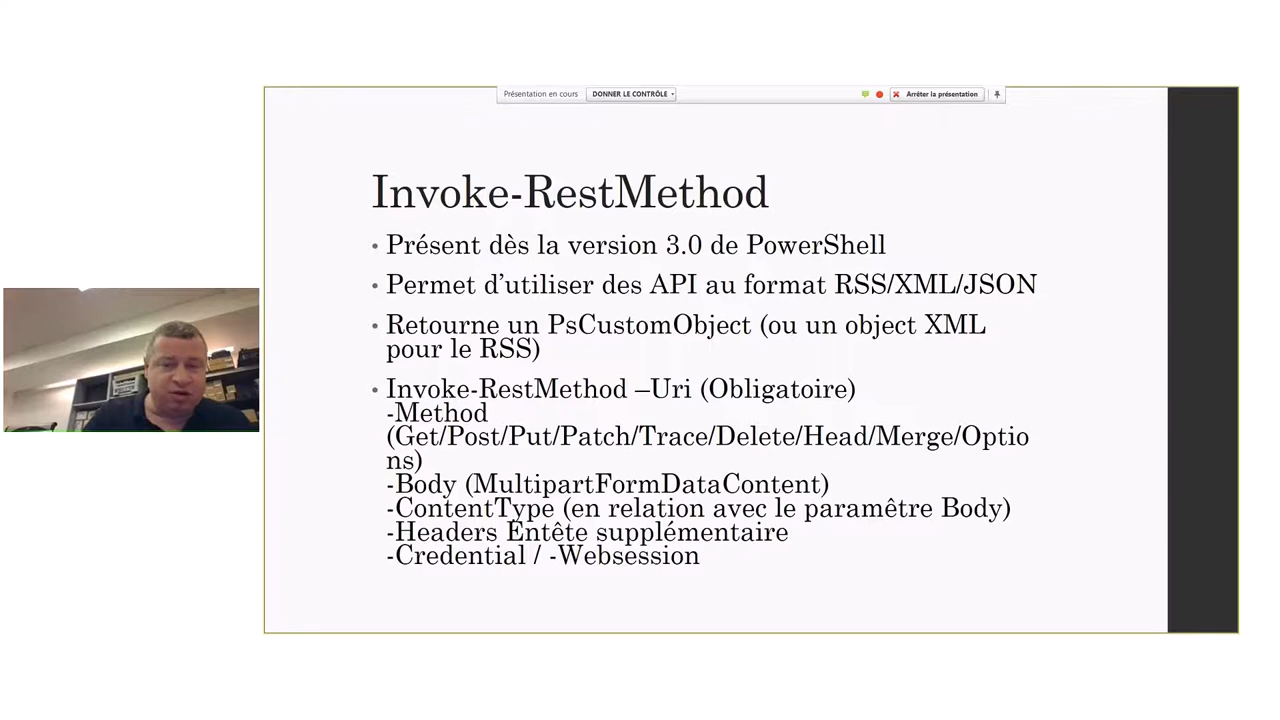 Présentation en cours DONNER LE CONTRÔLE Arrêter la présentation
Invoke-RestMethod
• Présent dès la version 3.0 de PowerShell
• Permet d’utiliser des API au format RSS/XML/JSON
• Retourne un PsCustomObject (ou un object XML
pour le RSS)
• Invoke-RestMethod –Uri (Obligatoire)
-Method
(Get/Post/Put/Patch/Trace/Delete/Head/Merge/Optio
ns)
-Body (MultipartFormDataContent)
-ContentType (en relation avec le paramêtre Body)
-Headers Entête supplémentaire
-Credential / -Websession